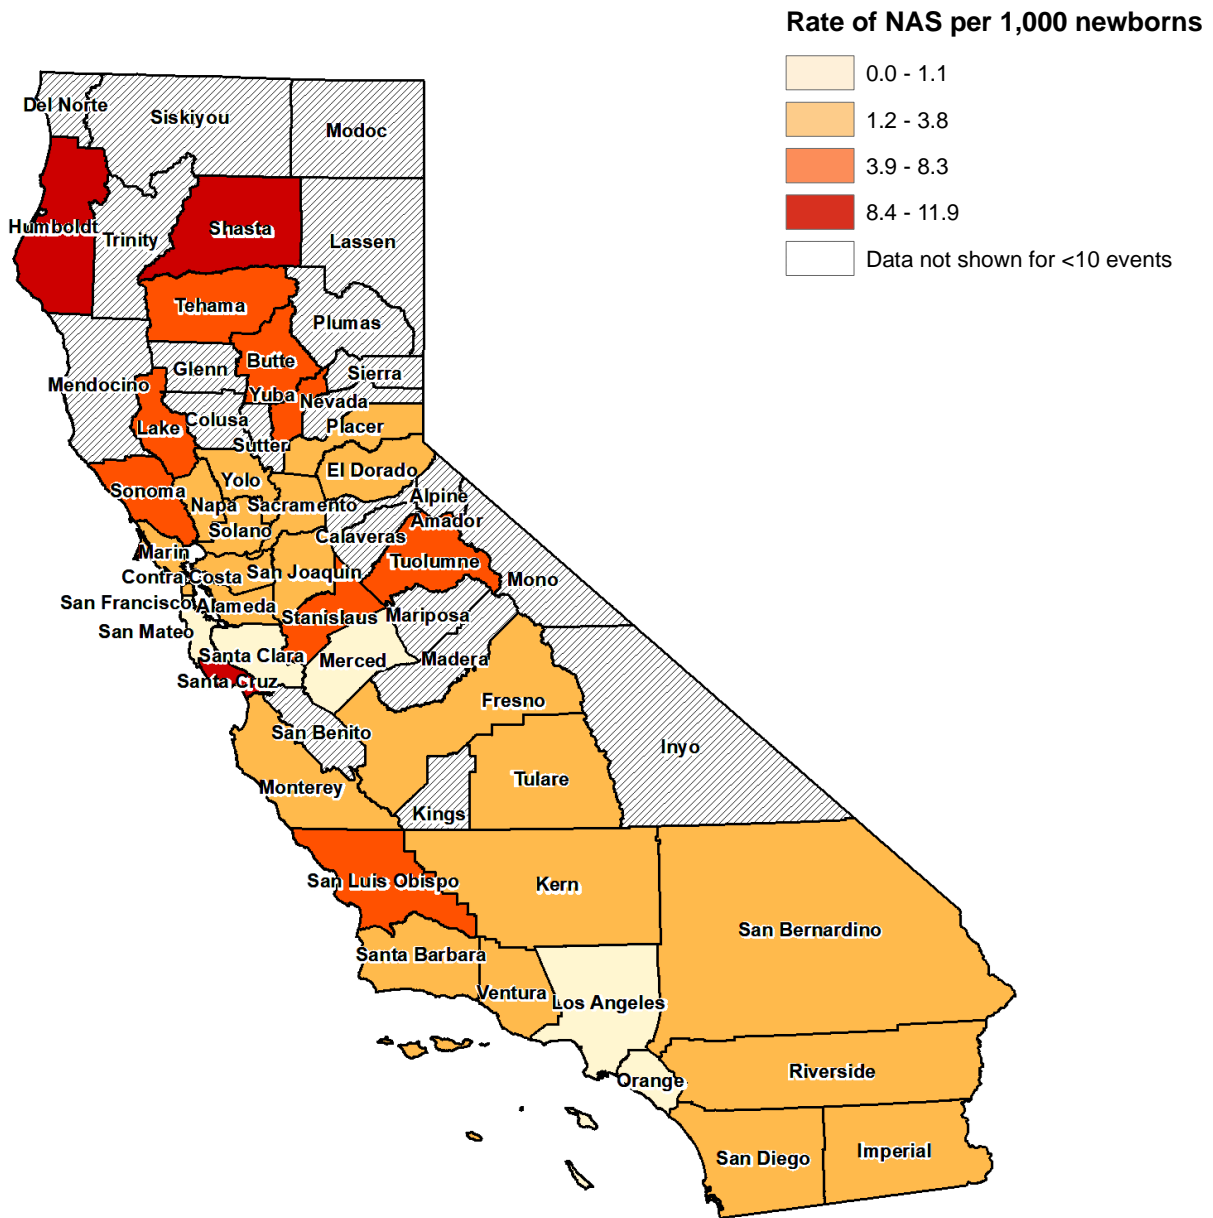 Rate of NAS per 1,000 newborns
0.0 - 1.1
1.2 - 3.8
3.9 - 8.3
8.4 - 11.9
Data not shown for <10 events
Del Norte
Siskiyou
Modoc
Humboldt
Trinity
Shasta
Lassen
Tehama
Plumas
Glenn
Butte
Sierra
Mendocino
Yuba
Nevada
Lake
Colusa
Placer
Sutter
El Dorado
Yolo
Sonoma
Napa
Sacramento
Alpine
Solano
Amador
Calaveras
Marin
Tuolumne
Contra Costa
San Joaquin
Mono
San Francisco
Alameda
Stanislaus
Mariposa
San Mateo
Santa Clara
Merced
Madera
Santa Cruz
Fresno
San Benito
Inyo
Monterey
Tulare
Kings
San Luis Obispo
Kern
San Bernardino
Santa Barbara
Ventura
Los Angeles
Orange
Riverside
San Diego
Imperial